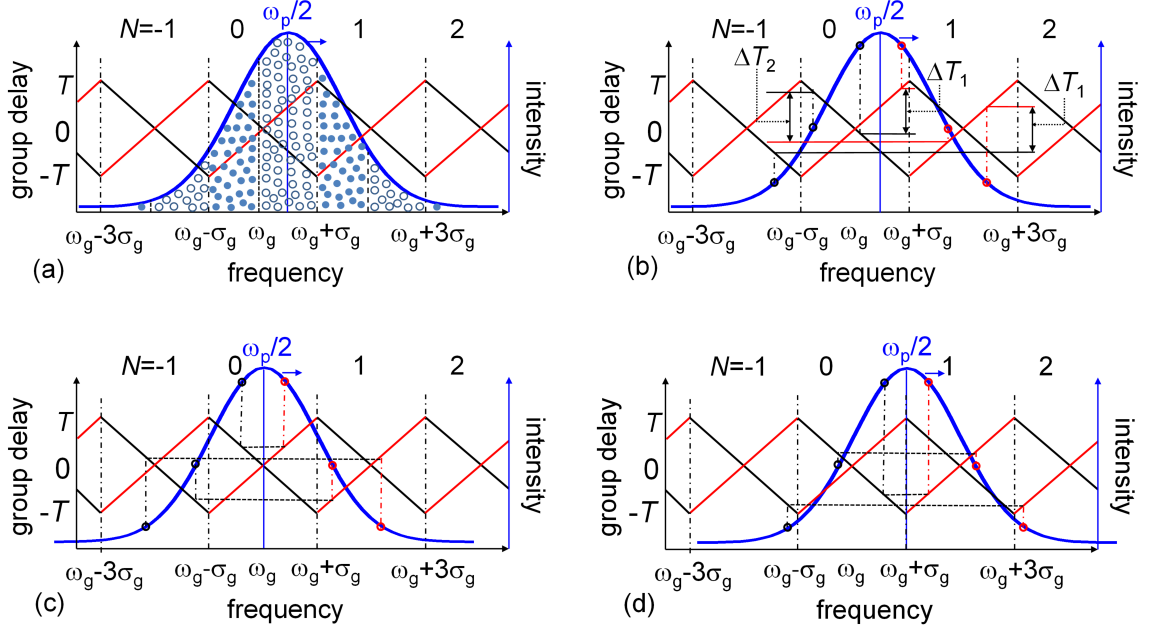 N=-1 0 ωp/2 1 2
group delay
T
0
-T
intensity
ωg-3σg ωg-σg ωg ωg+σg ωg+3σg
(a) frequency
N=-1 0 ωp/2 1 2
group delay
T
0
-T
ΔT2
ΔT1
ΔT1
intensity
ωg-3σg ωg-σg ωg ωg+σg ωg+3σg
(b) frequency
N=-1 0 ωp/2 1 2
group delay
T
0
-T
intensity
ωg-3σg ωg-σg ωg ωg+σg ωg+3σg
(c) frequency
N=-1 0 ωp/2 1 2
group delay
T
0
-T
intensity
ωg-3σg ωg-σg ωg ωg+σg ωg+3σg
(d) frequency